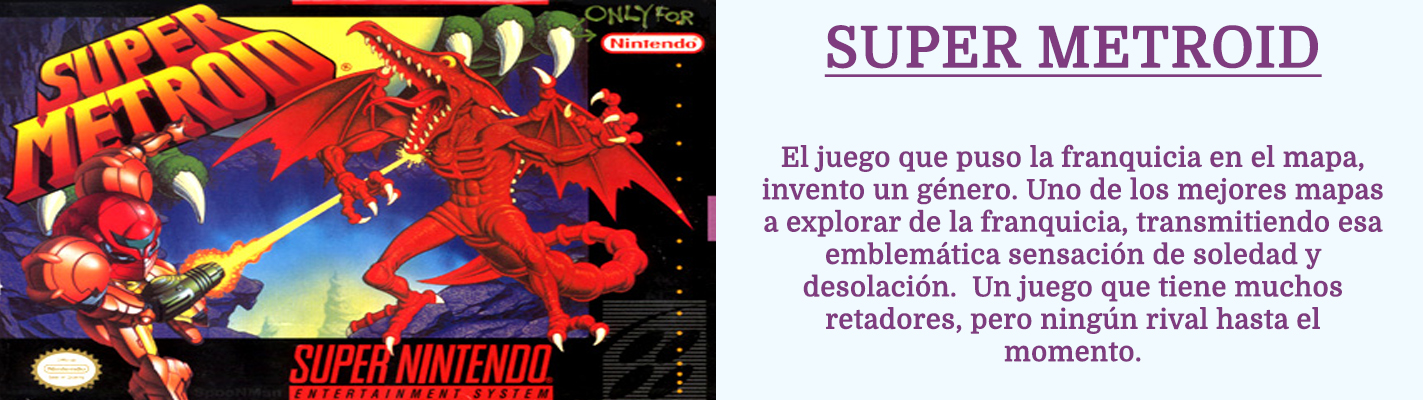 SUPER
METROID
ONLY FOR
Nintendo
Nintendo
SUPER NINTENDO
ENTERTAINMENT SYSTEM
SUPER METROID
El juego que puso la franquicia en el mapa,
invento un género. Uno de los mejores mapas
a explorar de la franquicia, transmitiendo esa
emblemática sensación de soledad y
desolación.  Un juego que tiene muchos
retadores, pero ningún rival hasta el
momento.